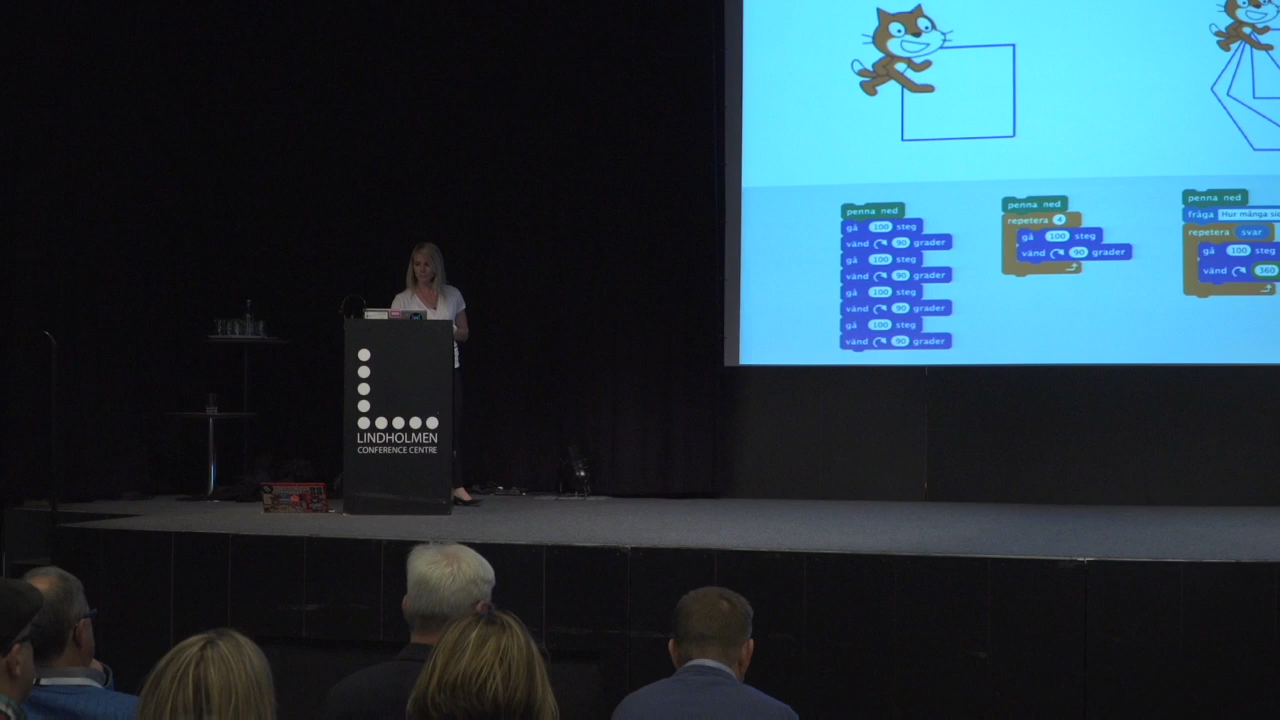 penna ned
gå 100 steg
vänd 90 grader
gå 100 steg
vänd 90 grader
gå 100 steg
vänd 90 grader
gå 100 steg
vänd 90 grader
penna ned
repetera 4
gå 100 steg
vänd 90 grader
penna ned
fråga Hur många
repetera svar
gå 100 steg
vänd 360
LINDHOLMEN
CONFERENCE CENTRE